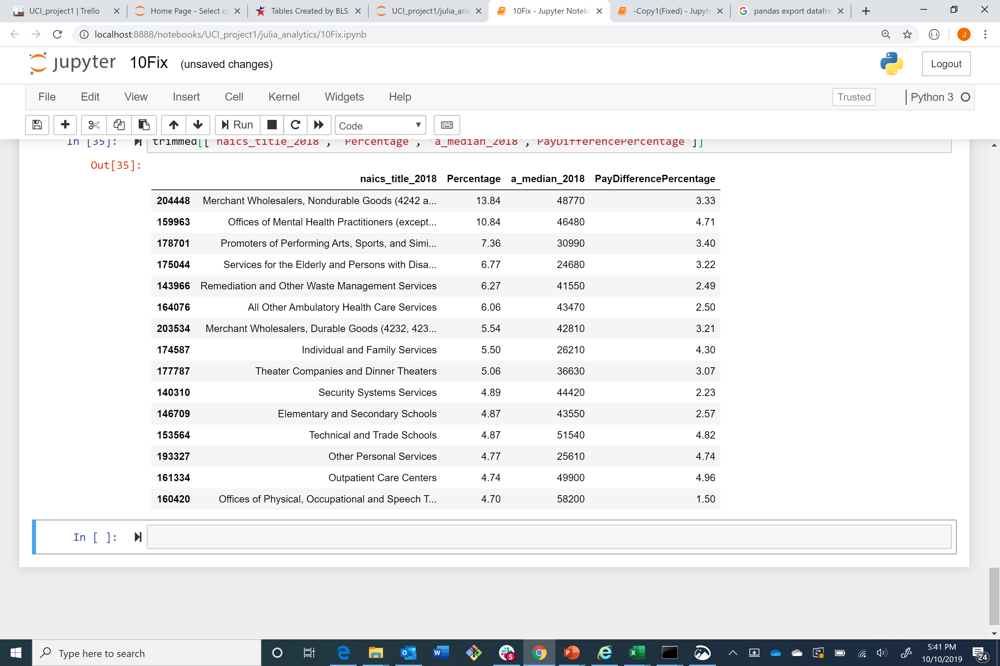 UCI_project1 | Trello
Home Page - Select o
Tables Created by BLS
UCI_project1/julia_ana
10Fix - Jupyter Noteb
-Copy1(Fixed) - Jupyte
pandas export datafra
localhost:8888/notebooks/UCI_project1/julia_analytics/10Fix.ipynb
J
jupyter 10Fix (unsaved changes)
Logout
File Edit View Insert Cell Kernel Widgets Help
Trusted Python 3
Run Code
In [35]: trimmed[['naics_title_2018', 'Percentage', 'a_median_2018','PayDifferencePercentage']]
Out[35]:
naics_title_2018 Percentage a_median_2018 PayDifferencePercentage
204448 Merchant Wholesalers, Nondurable Goods (4242 a... 13.84 48770 3.33
159963 Offices of Mental Health Practitioners (except... 10.84 46480 4.71
178701 Promoters of Performing Arts, Sports, and Simi... 7.36 30990 3.40
175044 Services for the Elderly and Persons with Disa... 6.77 24680 3.22
143966 Remediation and Other Waste Management Services 6.27 41550 2.49
164076 All Other Ambulatory Health Care Services 6.06 43470 2.50
203534 Merchant Wholesalers, Durable Goods (4232, 423... 5.54 42810 3.21
174587 Individual and Family Services 5.50 26210 4.30
177787 Theater Companies and Dinner Theaters 5.06 36630 3.07
140310 Security Systems Services 4.89 44420 2.23
146709 Elementary and Secondary Schools 4.87 43550 2.57
153564 Technical and Trade Schools 4.87 51540 4.82
193327 Other Personal Services 4.77 25610 4.74
161334 Outpatient Care Centers 4.74 49900 4.96
160420 Offices of Physical, Occupational and Speech T... 4.70 58200 1.50
In [ ]:
Type here to search
5
5:41 PM
10/10/2019
24